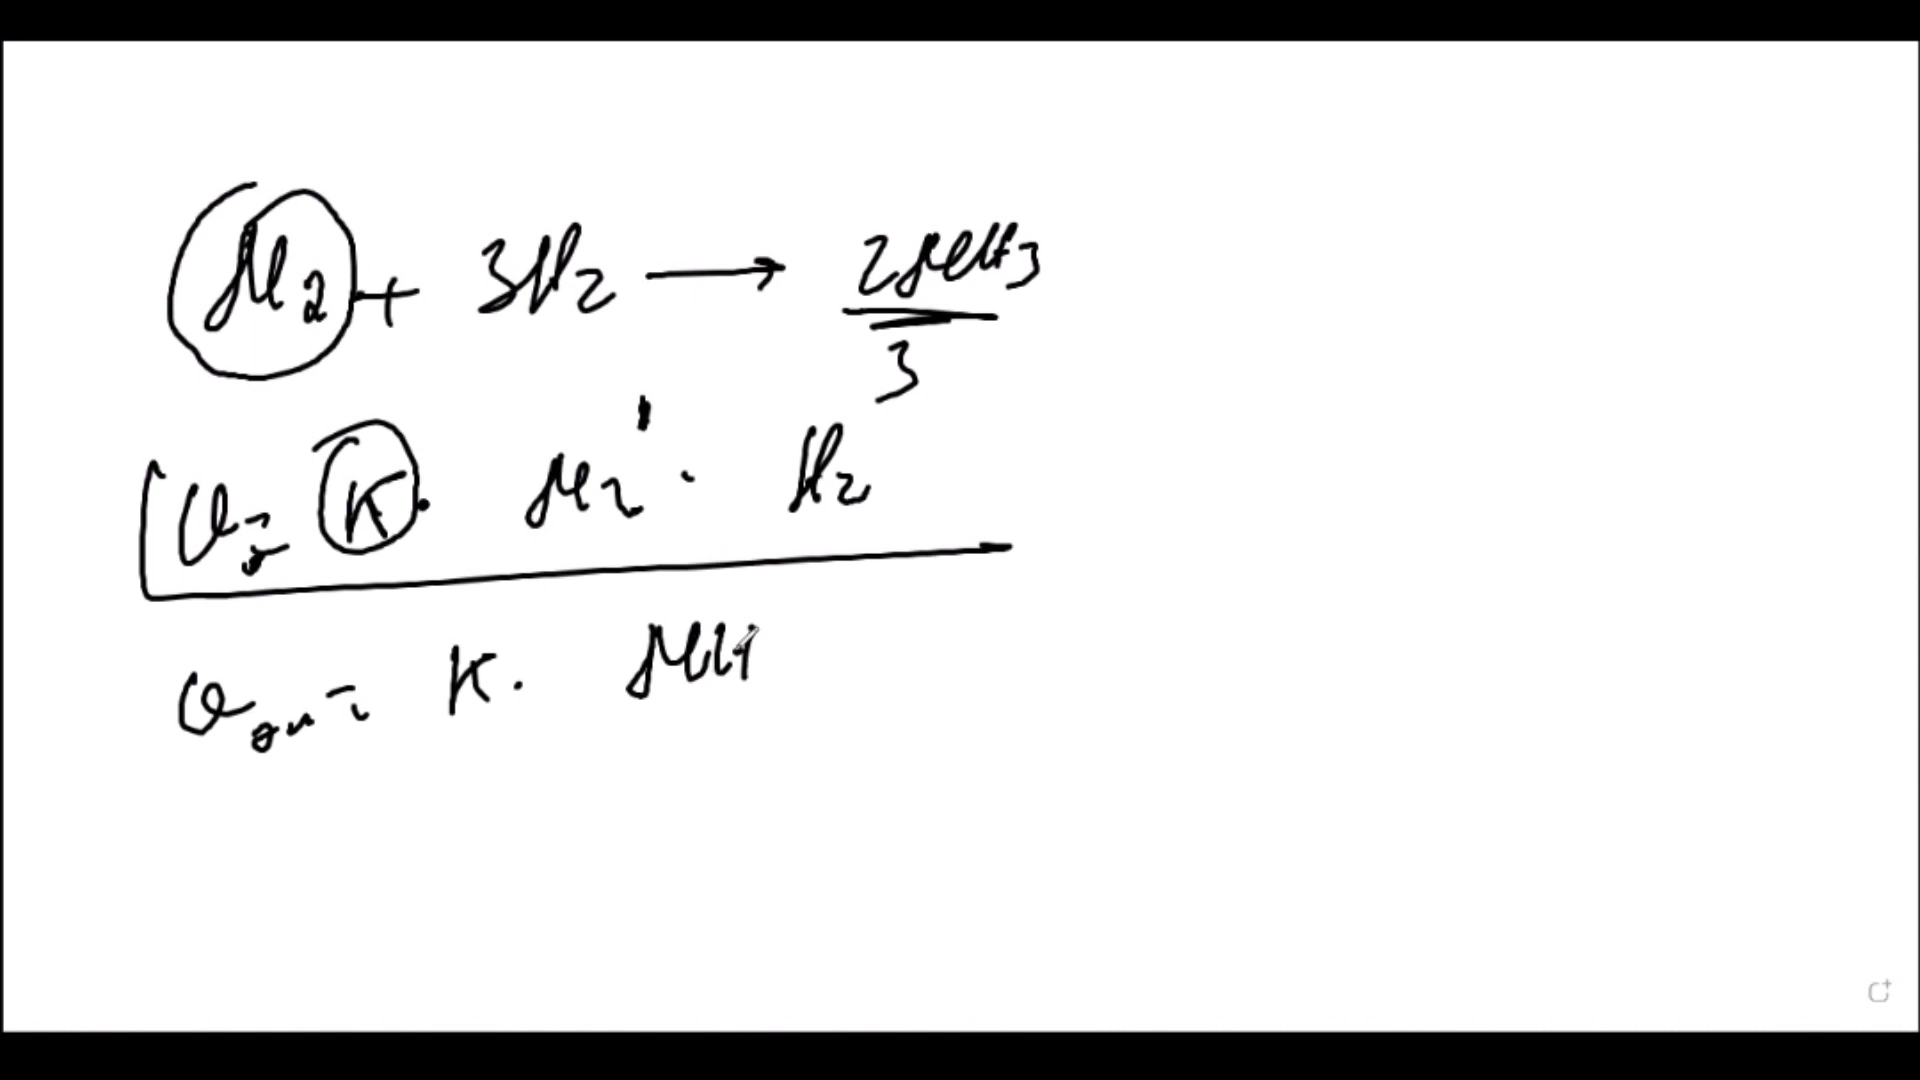 N2 + 3H2 → 2NH3
3
K · N2 · H2
K · NH